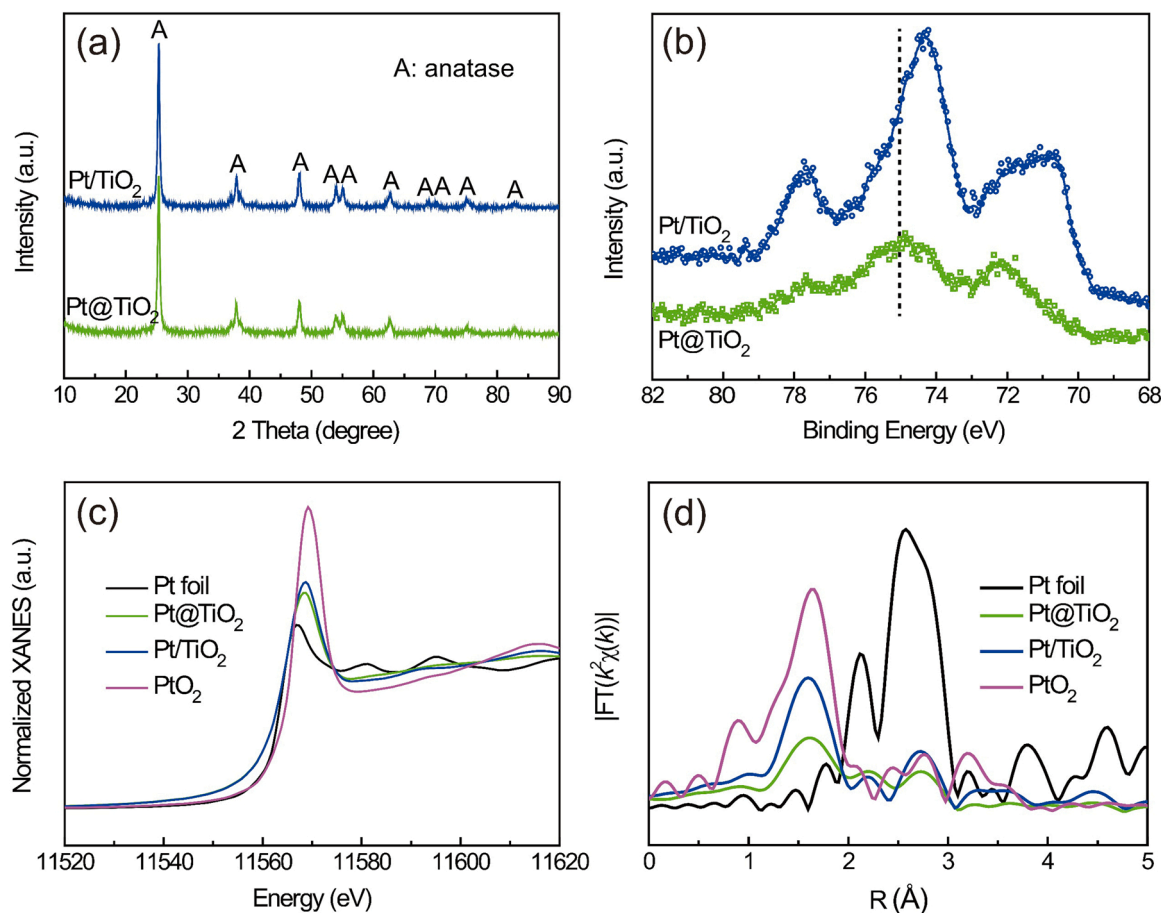 (a)
A
A: anatase
A A A A A A A A A
Pt/TiO2
Pt@TiO2
Intensity (a.u.)
10 20 30 40 50 60 70 80 90
2 Theta (degree)
(b)
Pt/TiO2
Pt@TiO2
Intensity (a.u.)
82 80 78 76 74 72 70 68
Binding Energy (eV)
(c)
Pt foil
Pt@TiO2
Pt/TiO2
PtO2
Normalized XANES (a.u.)
11520 11540 11560 11580 11600 11620
Energy (eV)
(d)
Pt foil
Pt@TiO2
Pt/TiO2
PtO2
|FT(k²χ(k))|
0 1 2 3 4 5
R (Å)